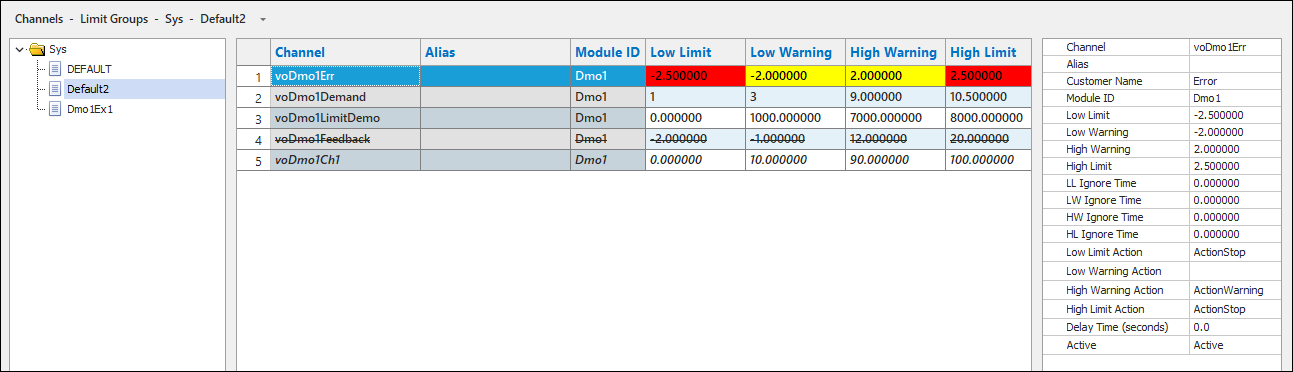 Channels - Limit Groups - Sys - Default2
Sys
DEFAULT
Default2
Dmo1Ex1
Channel Alias Module ID Low Limit Low Warning High Warning High Limit
1 voDmo1Err Dmo1 -2.500000 -2.000000 2.000000 2.500000
2 voDmo1Demand Dmo1 1 3 9.000000 10.500000
3 voDmo1LimitDemo Dmo1 0.000000 1000.000000 7000.000000 8000.000000
4 voDmo1Feedback Dmo1 -2.000000 -1.000000 12.000000 20.000000
5 voDmo1Ch1 Dmo1 0.000000 10.000000 90.000000 100.000000
Channel voDmo1Err
Alias
Customer Name Error
Module ID Dmo1
Low Limit -2.500000
Low Warning -2.000000
High Warning 2.000000
High Limit 2.500000
LL Ignore Time 0.000000
LW Ignore Time 0.000000
HW Ignore Time 0.000000
HL Ignore Time 0.000000
Low Limit Action ActionStop
Low Warning Action
High Warning Action ActionWarning
High Limit Action ActionStop
Delay Time (seconds) 0.0
Active Active